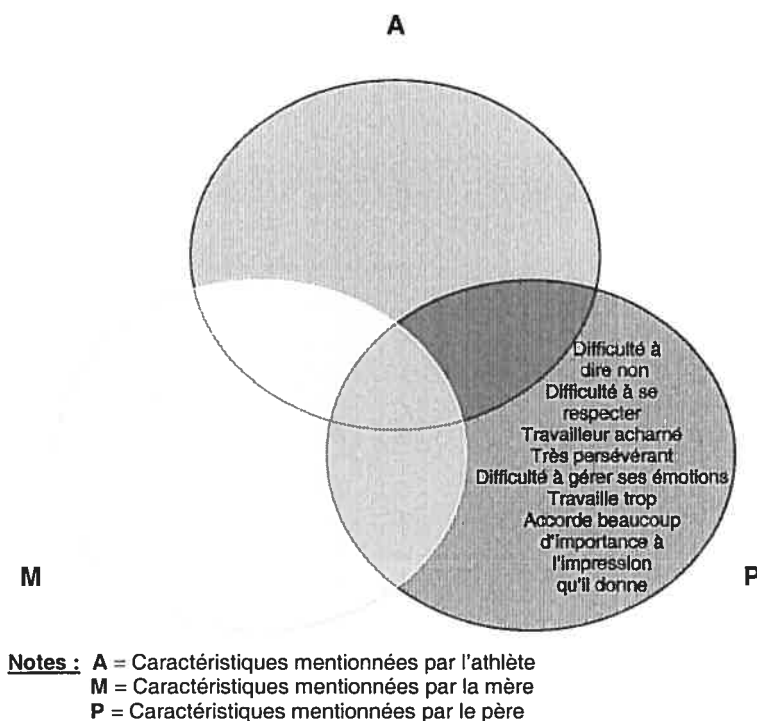 A
Difficulté à
dire non
Difficulté à se
respecter
Travailleur acharné
Très persévérant
Difficulté à gérer ses émotions
Travaille trop
Accorde beaucoup
d'importance à
l'impression
qu'il donne
M
P
Notes : A = Caractéristiques mentionnées par l'athlète
M = Caractéristiques mentionnées par la mère
P = Caractéristiques mentionnées par le père